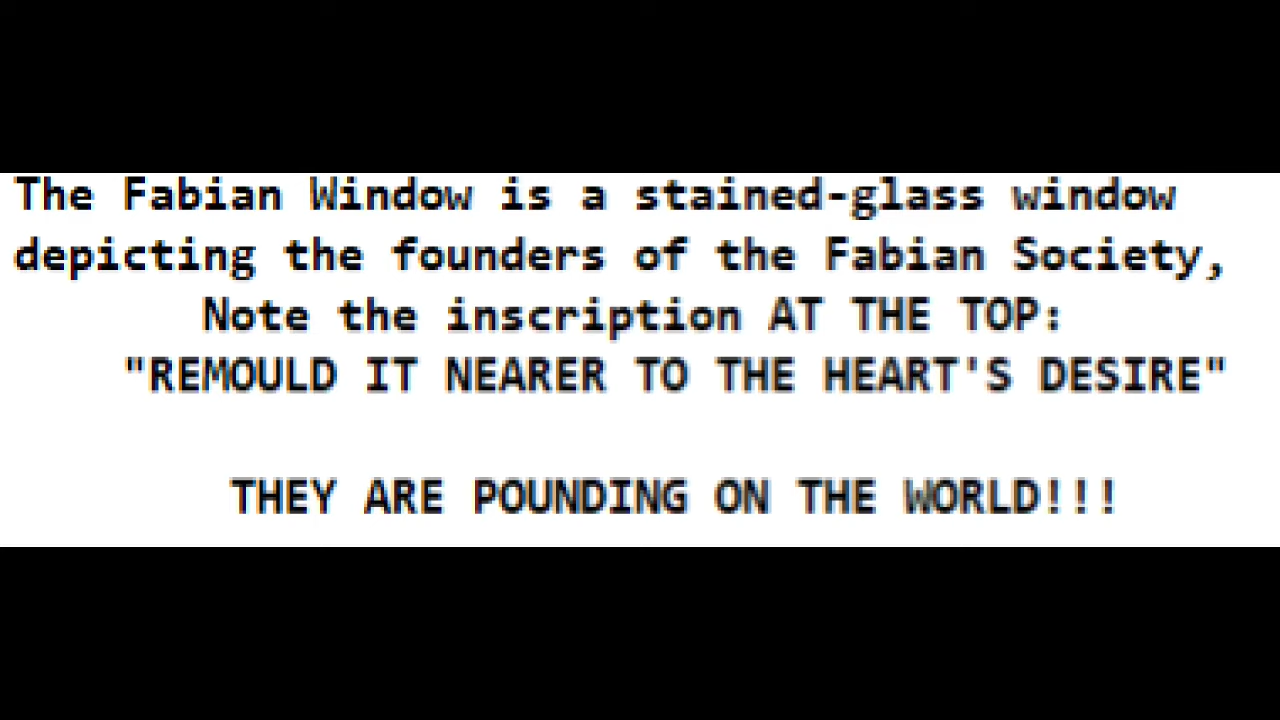 The Fabian Window is a stained-glass window
depicting the founders of the Fabian Society,
Note the inscription AT THE TOP:
"REMOULD IT NEARER TO THE HEART'S DESIRE"
THEY ARE POUNDING ON THE WORLD!!!